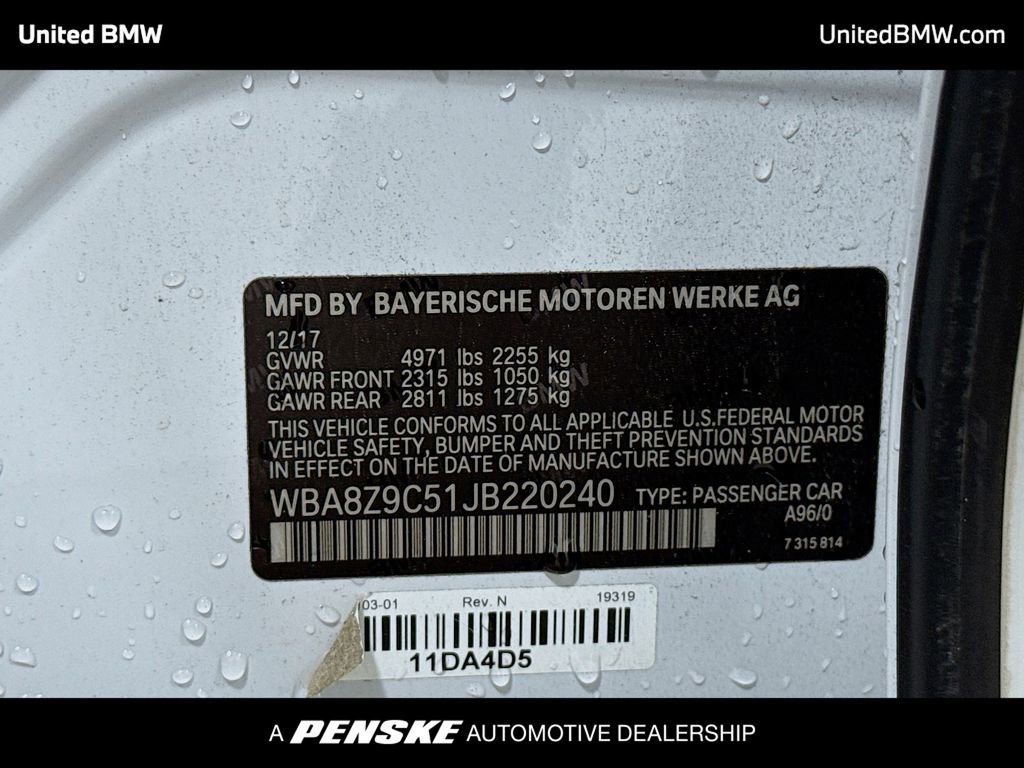 United BMW
UnitedBMW.com
MFD BY BAYERISCHE MOTOREN WERKE AG
12/17
GVWR 4971 lbs 2255 kg
GAWR FRONT 2315 lbs 1050 kg
GAWR REAR 2811 lbs 1275 kg
THIS VEHICLE CONFORMS TO ALL APPLICABLE U.S.FEDERAL MOTOR
VEHICLE SAFETY, BUMPER AND THEFT PREVENTION STANDARDS
IN EFFECT ON THE DATE OF MANUFACTURE SHOWN ABOVE.
WBA8Z9C51JB220240 TYPE: PASSENGER CAR
A96/0
7 315 814
03-01 Rev. N 19319
11DA4D5
A PENSKE AUTOMOTIVE DEALERSHIP